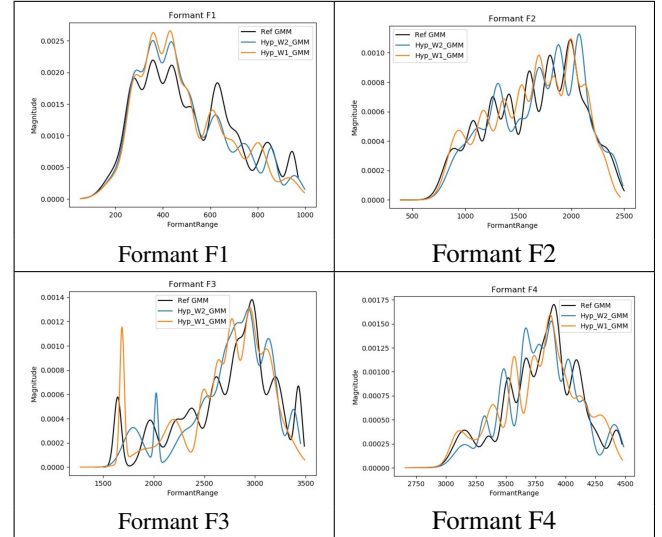 Formant F1
Ref GMM
Hyp_W2_GMM
Hyp_W1_GMM
Magnitude
0.0025
0.0020
0.0015
0.0010
0.0005
0.0000
200 400 600 800 1000
FormantRange
Formant F1
Formant F2
Ref GMM
Hyp_W2_GMM
Hyp_W1_GMM
Magnitude
0.0010
0.0008
0.0006
0.0004
0.0002
0.0000
500 1000 1500 2000 2500
FormantRange
Formant F2
Formant F3
Ref GMM
Hyp_W2_GMM
Hyp_W1_GMM
Magnitude
0.0014
0.0012
0.0010
0.0008
0.0006
0.0004
0.0002
0.0000
1500 2000 2500 3000 3500
FormantRange
Formant F3
Formant F4
Ref GMM
Hyp_W2_GMM
Hyp_W1_GMM
Magnitude
0.00175
0.00150
0.00125
0.00100
0.00075
0.00050
0.00025
0.00000
2750 3000 3250 3500 3750 4000 4250 4500
FormantRange
Formant F4